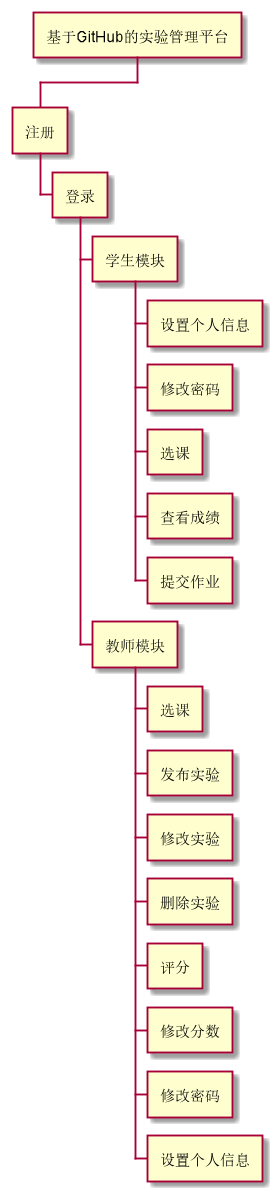 基于GitHub的实验管理平台
注册
登录
学生模块
设置个人信息
修改密码
选课
查看成绩
提交作业
教师模块
选课
发布实验
修改实验
删除实验
评分
修改分数
修改密码
设置个人信息